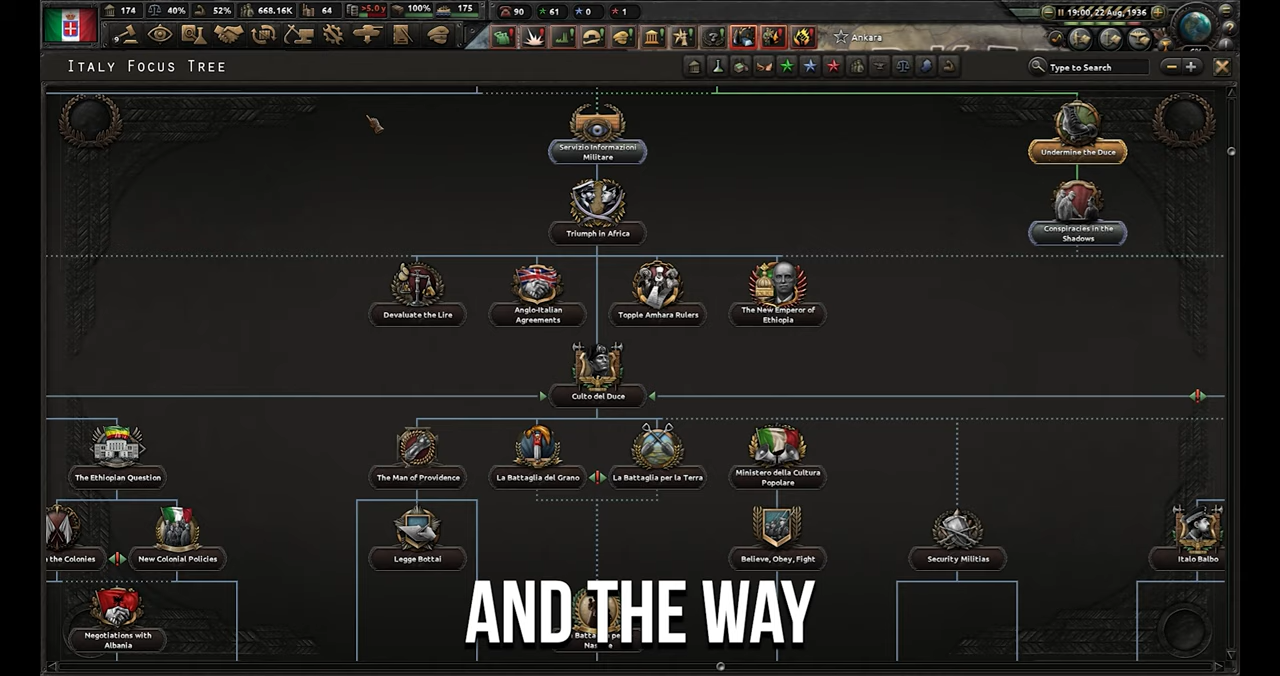 174 40% 52% 668.16K 64 >5.0 y 100% 175 90 61 0 1 19:00, 22 Aug, 1936
Ankara
ITALY FOCUS TREE
Type to Search
Servizio Informazioni
Militare
Undermine the Duce
Triumph in Africa
Conspiracies in the
Shadows
Devaluate the Lire
Anglo-Italian
Agreements
Topple Amhara Rulers
The New Emperor of
Ethiopia
Culto del Duce
The Ethiopian Question
The Man of Providence
La Battaglia del Grano
La Battaglia per la Terra
Ministero della Cultura
Popolare
the Colonies
New Colonial Policies
Legge Bottai
Believe, Obey, Fight
Security Militias
Italo Balbo
Negotiations with
Albania
AND THE WAY